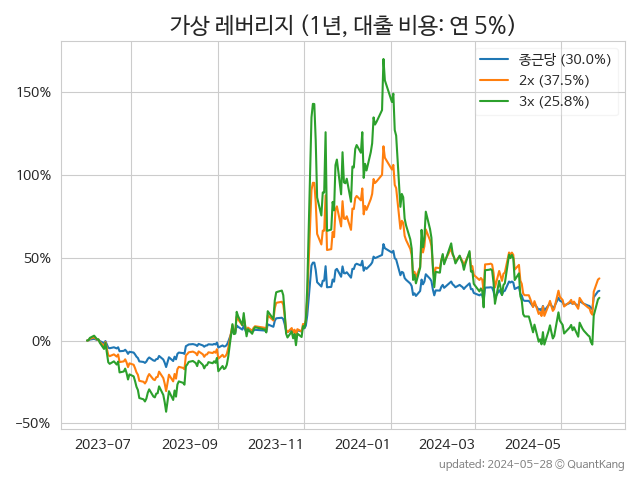 가상 레버리지 (1년, 대출 비용: 연 5%)
종근당 (30.0%)
2x (37.5%)
3x (25.8%)
150%
100%
50%
0%
−50%
2023−07
2023−09
2023−11
2024−01
2024−03
2024−05
updated: 2024-05-28 © QuantKang